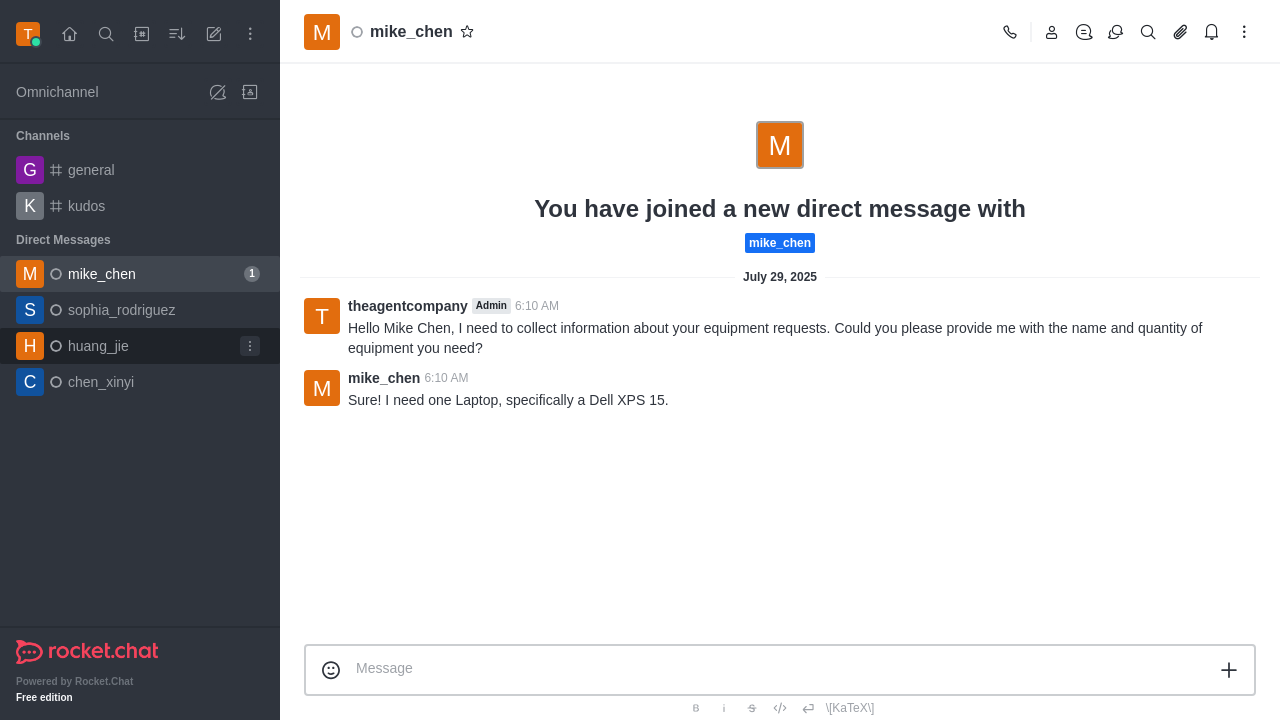 T
M
mike_chen
Omnichannel
Channels
G
general
K
kudos
Direct Messages
M
mike_chen
1
S
sophia_rodriguez
H
huang_jie
C
chen_xinyi
rocket.chat
Powered by Rocket.Chat
Free edition
M
You have joined a new direct message with
mike_chen
July 29, 2025
T
theagentcompany Admin 6:10 AM
Hello Mike Chen, I need to collect information about your equipment requests. Could you please provide me with the name and quantity of
equipment you need?
M
mike_chen 6:10 AM
Sure! I need one Laptop, specifically a Dell XPS 15.
Message
B i S \[KaTeX\]